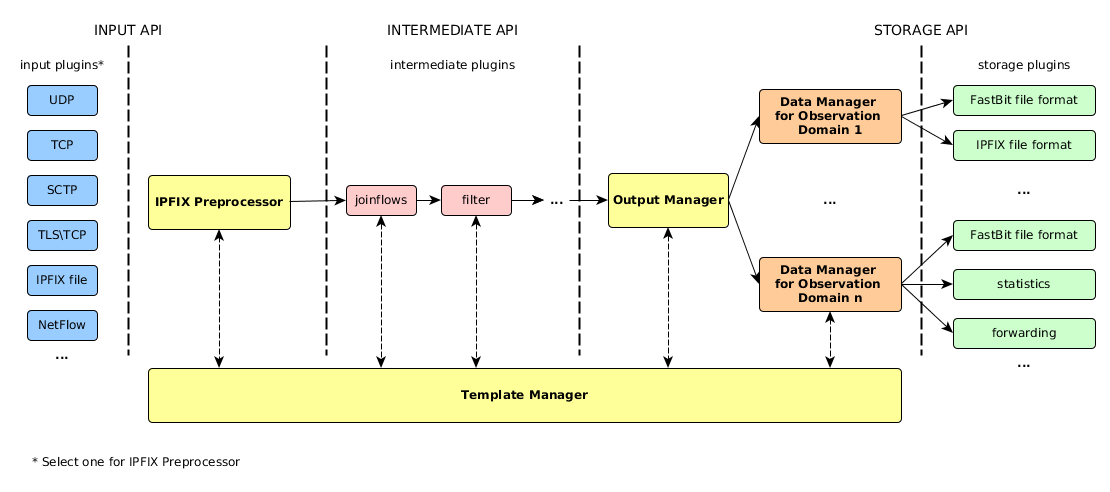 INPUT API
INTERMEDIATE API
STORAGE API
input plugins*
intermediate plugins
storage plugins
UDP
TCP
SCTP
TLS\TCP
IPFIX file
NetFlow
...
IPFIX Preprocessor
joinflows
filter
...
Output Manager
Data Manager
for Observation
Domain 1
...
Data Manager
for Observation
Domain n
FastBit file format
IPFIX file format
...
FastBit file format
statistics
forwarding
...
Template Manager
* Select one for IPFIX Preprocessor